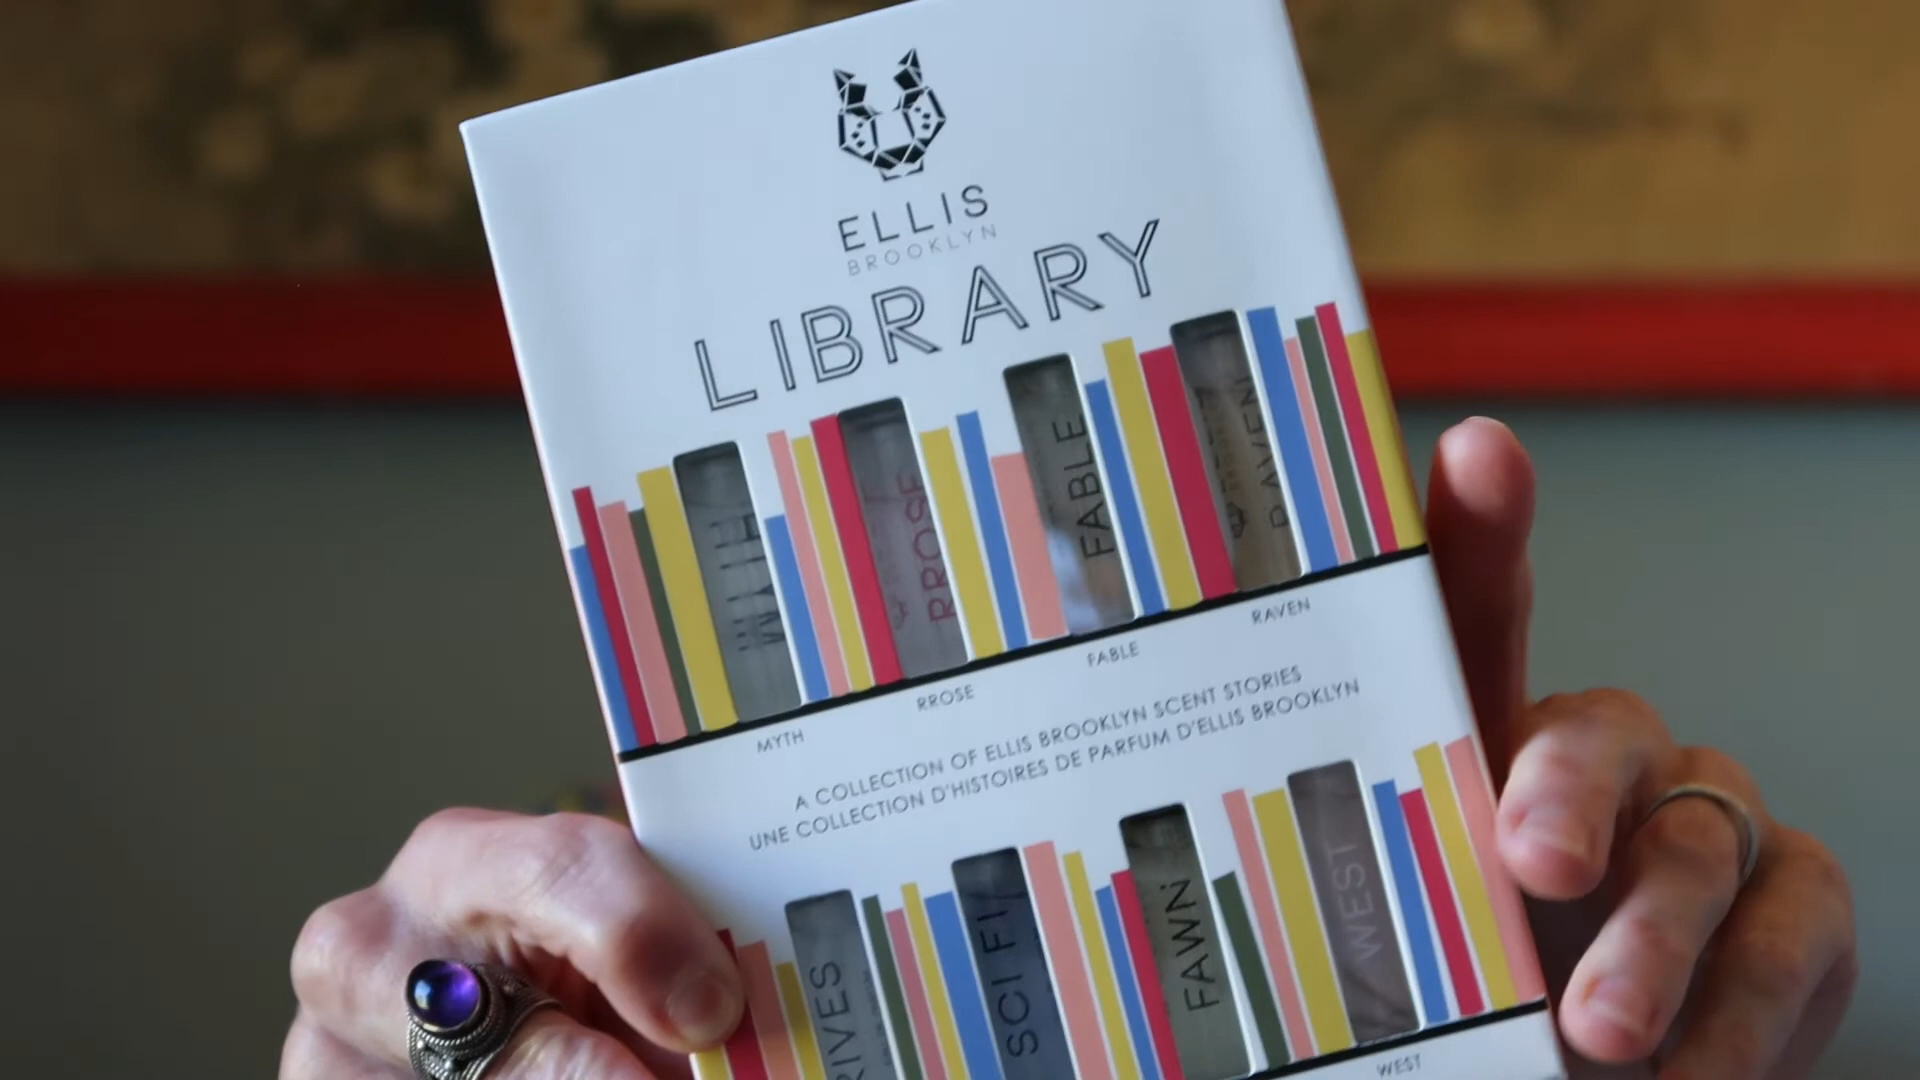 ELLIS
BROOKLYN
LIBRARY
RROSE
FABLE
RAVEN
MYTH
RROSE
FABLE
RAVEN
A COLLECTION OF ELLIS BROOKLYN SCENT STORIES
UNE COLLECTION D'HISTOIRES DE PARFUM D'ELLIS BROOKLYN
RIVES
SCI FI
FAWN
WEST
WEST